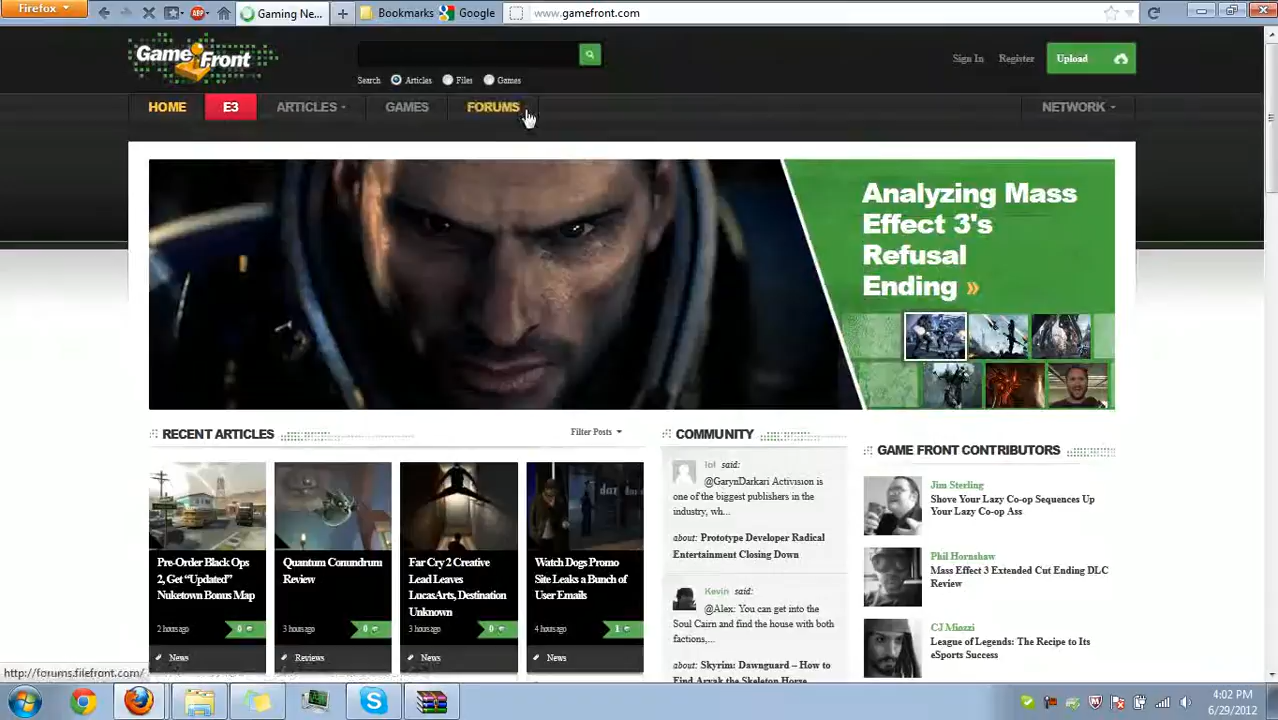 Firefox
Gaming Ne...
Bookmarks
Google
www.gamefront.com
GameFront
Search
Articles
Files
Games
Sign In
Register
Upload
HOME
E3
ARTICLES
GAMES
FORUMS
NETWORK
Analyzing Mass
Effect 3's
Refusal
Ending »
RECENT ARTICLES
Filter Posts
Pre-Order Black Ops
2, Get “Updated”
Nuketown Bonus Map
2 hours ago
0
News
Quantum Conundrum
Review
3 hours ago
0
Reviews
Far Cry 2 Creative
Lead Leaves
LucasArts, Destination
Unknown
3 hours ago
0
News
Watch Dogs Promo
Site Leaks a Bunch of
User Emails
4 hours ago
1
News
COMMUNITY
lol said:
@GarynDarkari Activision is
one of the biggest publishers in the
industry, wh...
about: Prototype Developer Radical
Entertainment Closing Down
Kevin said:
@Alex: You can get into the
Soul Cairn and find the house with both
factions,...
about: Skyrim: Dawnguard – How to
Find Arvak the Skeleton Horse
GAME FRONT CONTRIBUTORS
Jim Sterling
Shove Your Lazy Co-op Sequences Up
Your Lazy Co-op Ass
Phil Hornshaw
Mass Effect 3 Extended Cut Ending DLC
Review
CJ Miozzi
League of Legends: The Recipe to Its
eSports Success
http://forums.filefront.com/
4:02 PM
6/29/2012